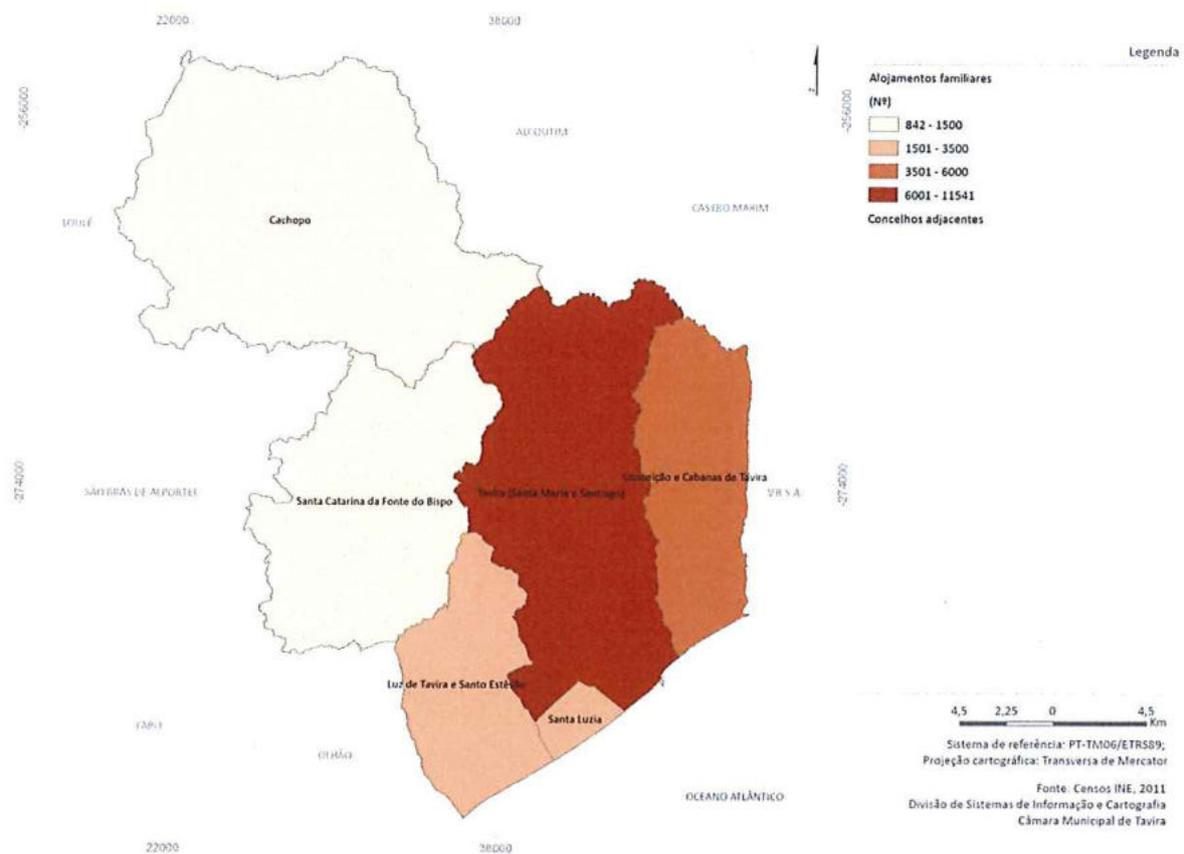 22000
38000
Legenda
-256000
-256000
Alojamentos familiares
(Nº)
842 - 1500
1501 - 3500
3501 - 6000
6001 - 11541
Concelhos adjacentes
ALCOUTIM
CASTRO MARIM
LOULÉ
Cachopo
-274000
-274000
SÃO BRÁS DE ALPORTEL
Santa Catarina da Fonte do Bispo
Tavira (Santa Maria e Santiago)
Conceição e Cabanas de Tavira
V.R.S.A.
Luz de Tavira e Santo Estêvão
Santa Luzia
FARO
OLHÃO
OCEANO ATLÂNTICO
4,5 2,25 0 4,5
Km
Sistema de referência: PT-TM06/ETRS89;
Projeção cartográfica: Transversa de Mercator
Fonte: Censos INE, 2011
Divisão de Sistemas de Informação e Cartografia
Câmara Municipal de Tavira
22000
38000